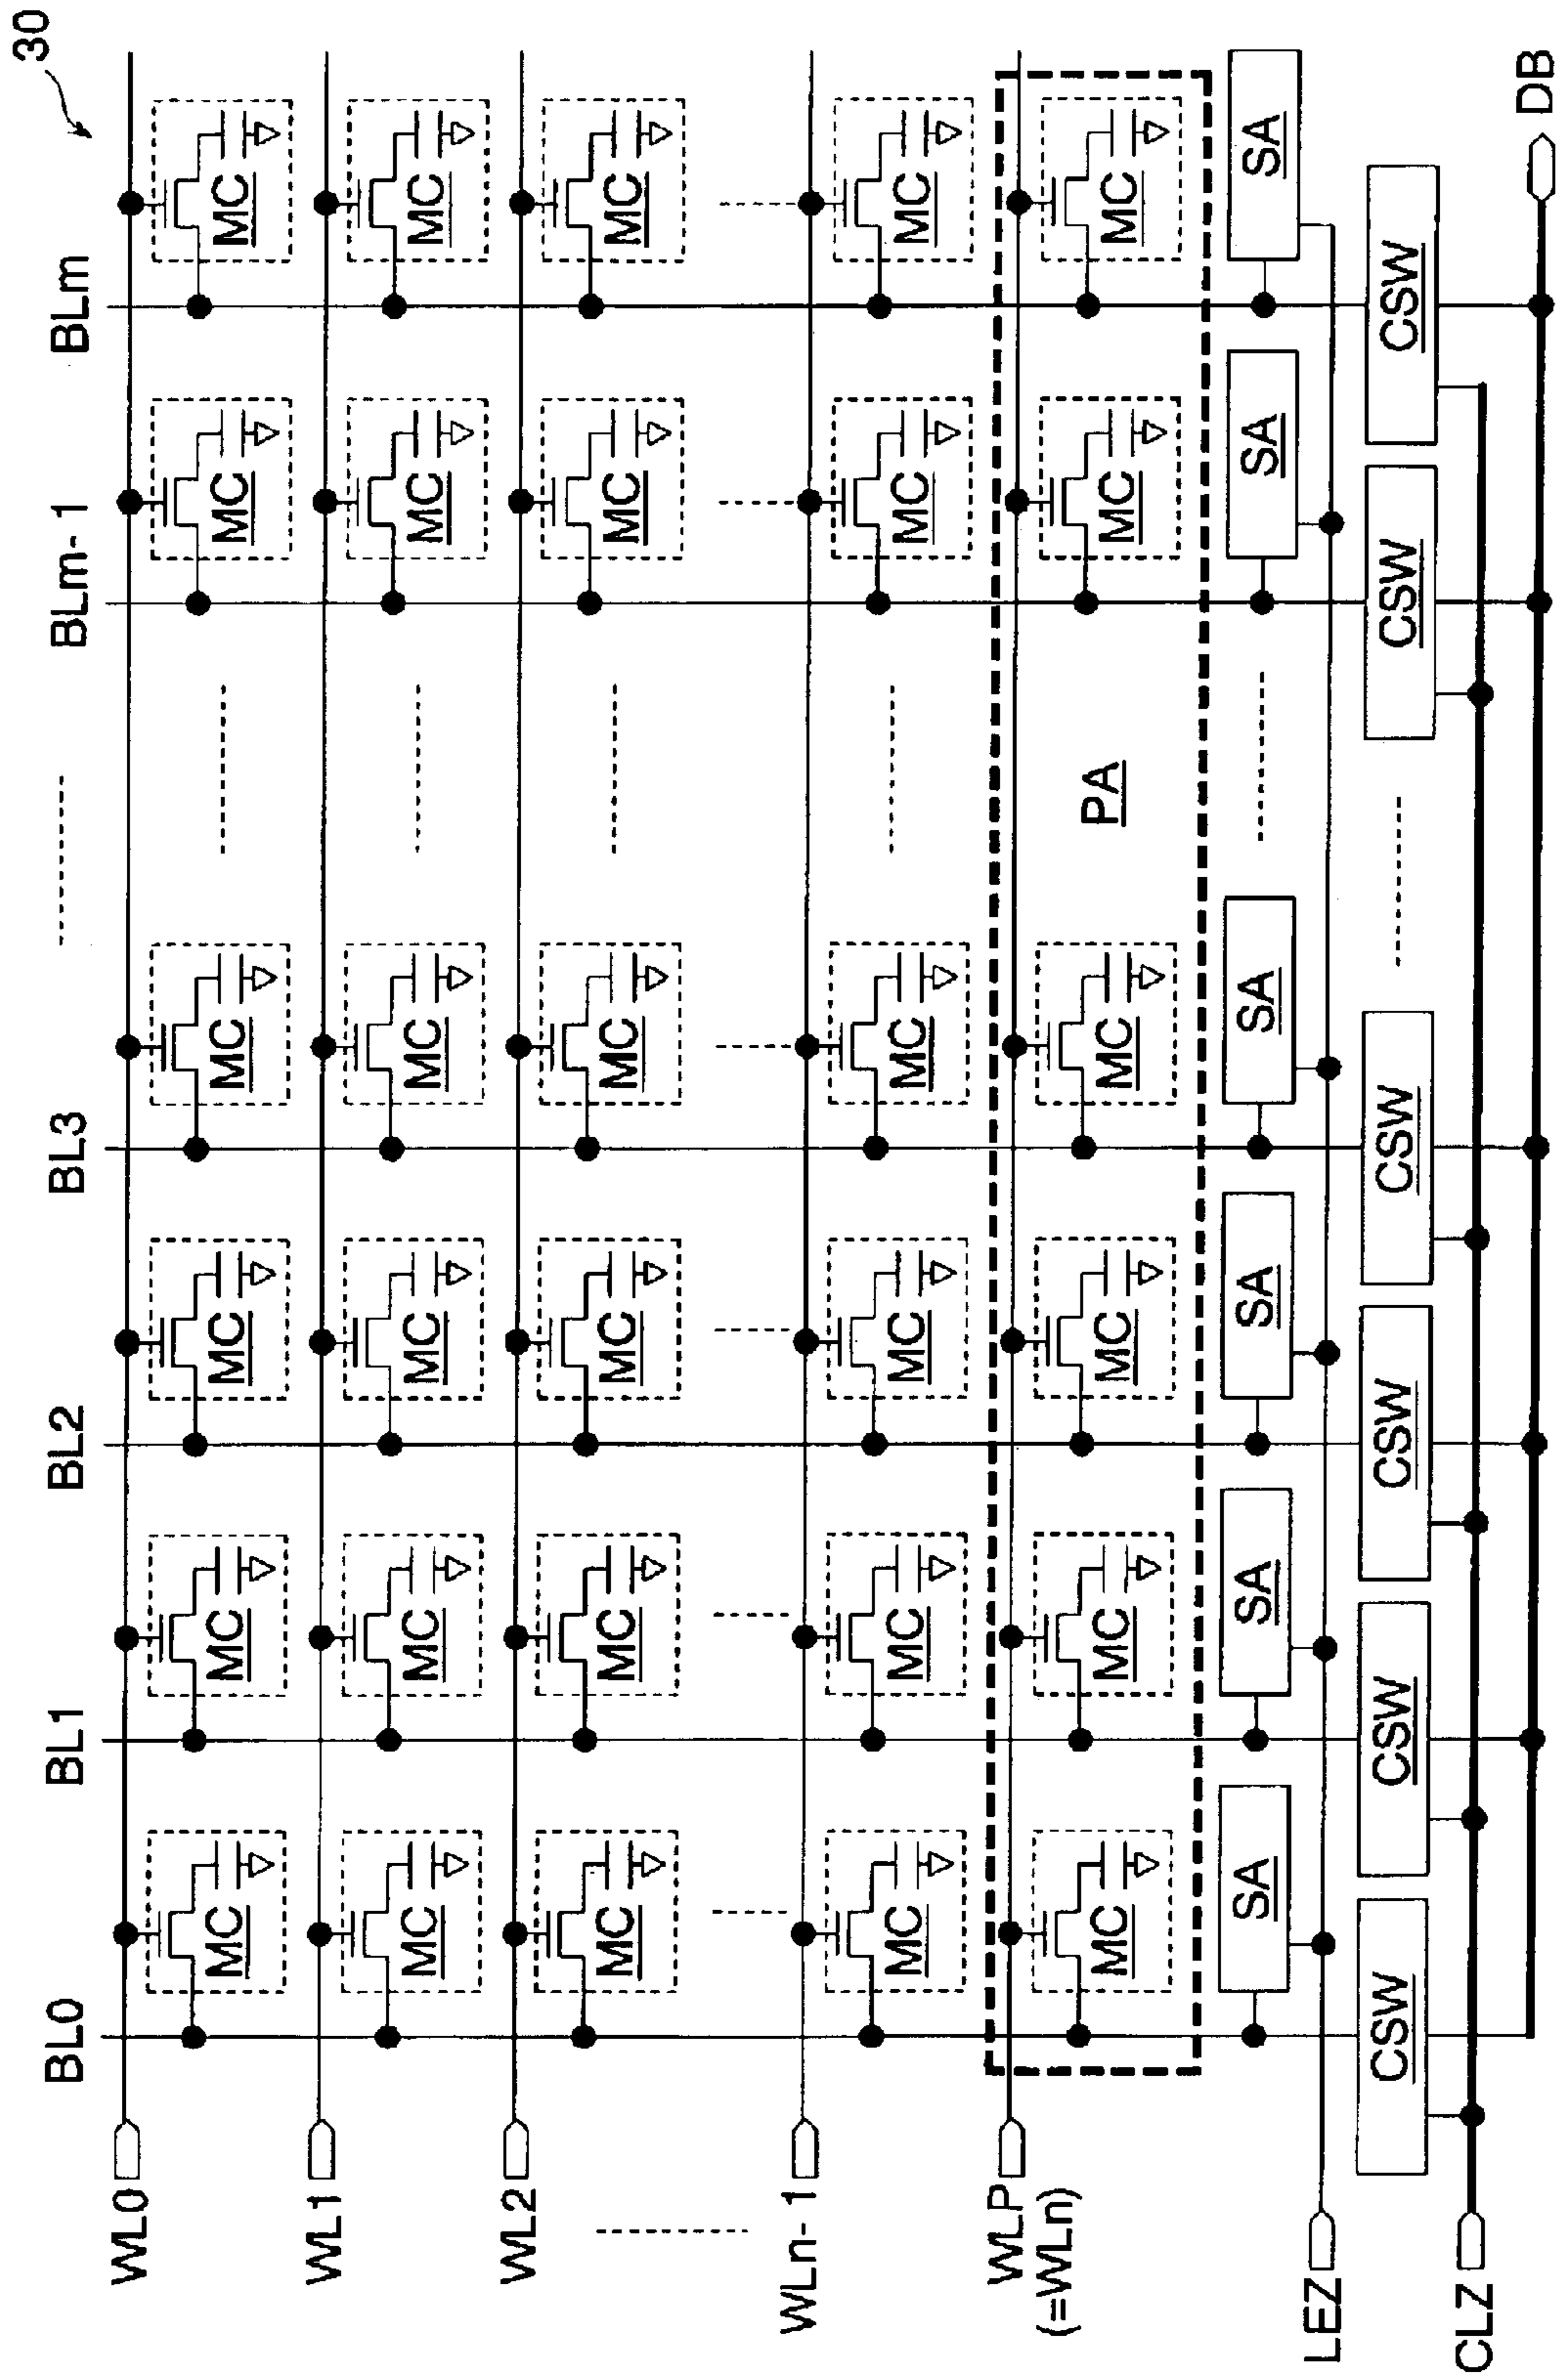 30
BL0 BL1 BL2 BL3 BLm- 1 BLm
WL0
MC MC MC MC MC MC
WL1
MC MC MC MC MC MC
WL2
MC MC MC MC MC MC
WLn- 1
MC MC MC MC MC MC
WLP
(=WLn)
MC MC MC MC PA MC MC
SA SA SA SA SA SA
LEZ
CSW CSW CSW CSW CSW CSW
CLZ
DB